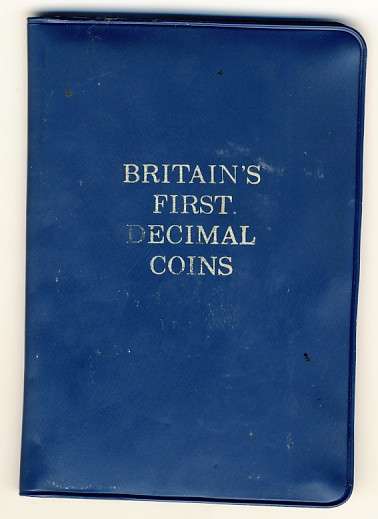 BRITAIN'S
FIRST
DECIMAL
COINS